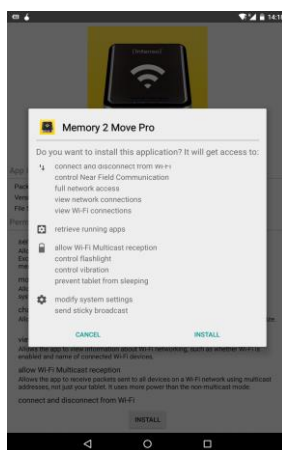 14:18
(Intenso)
Memory 2 Move Pro
Do you want to install this application? It will get access to:
connect and disconnect from Wi-Fi
control Near Field Communication
full network access
view network connections
view Wi-Fi connections
retrieve running apps
allow Wi-Fi Multicast reception
control flashlight
control vibration
prevent tablet from sleeping
modify system settings
send sticky broadcast
CANCEL
INSTALL
Allows the app to view information about Wi-Fi networking, such as whether Wi-Fi is
enabled and name of connected Wi-Fi devices.
allow Wi-Fi Multicast reception
Allows the app to receive packets sent to all devices on a Wi-Fi network using multicast
addresses, not just your tablet. It uses more power than the non-multicast mode.
connect and disconnect from Wi-Fi
INSTALL